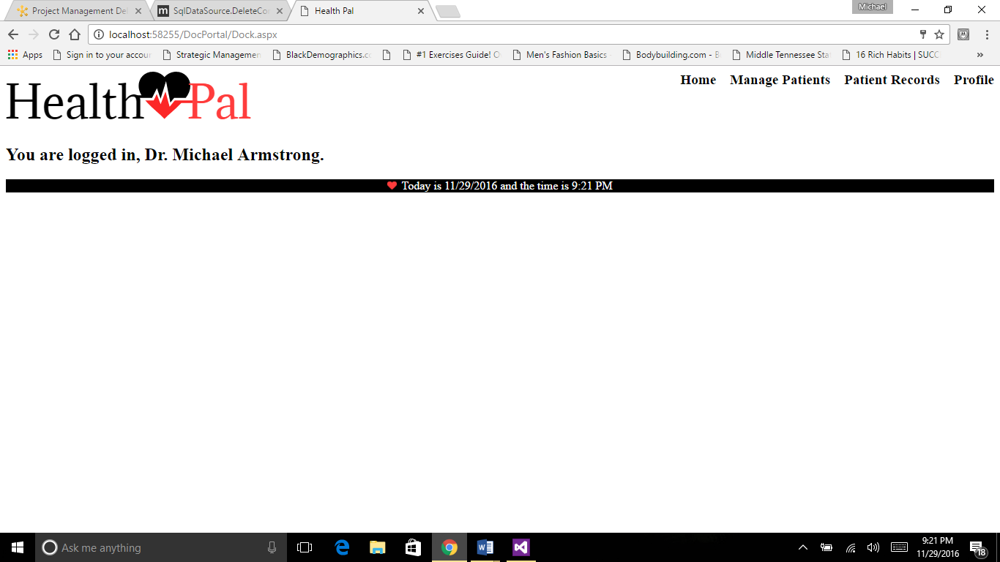 Project Management De
SqlDataSource.DeleteCo
Health Pal
Michael
localhost:58255/DocPortal/Dock.aspx
Apps
Sign in to your accour
Strategic Managemen
BlackDemographics.c
#1 Exercises Guide! O
Men's Fashion Basics
Bodybuilding.com - B
Middle Tennessee Sta
16 Rich Habits | SUCC
»
Health Pal
Home Manage Patients Patient Records Profile
You are logged in, Dr. Michael Armstrong.
Today is 11/29/2016 and the time is 9:21 PM
Ask me anything
9:21 PM
11/29/2016
18